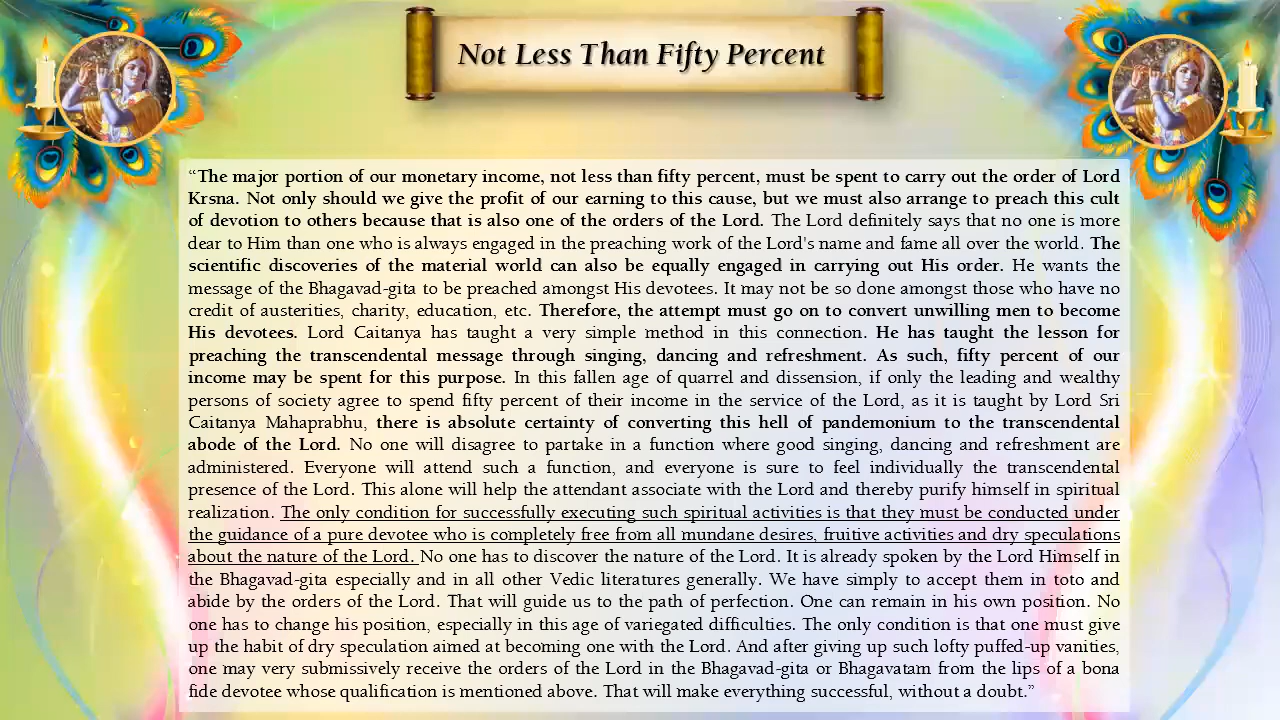 Not Less Than Fifty Percent
“The major portion of our monetary income, not less than fifty percent, must be spent to carry out the order of Lord
Krsna. Not only should we give the profit of our earning to this cause, but we must also arrange to preach this cult
of devotion to others because that is also one of the orders of the Lord. The Lord definitely says that no one is more
dear to Him than one who is always engaged in the preaching work of the Lord's name and fame all over the world. The
scientific discoveries of the material world can also be equally engaged in carrying out His order. He wants the
message of the Bhagavad-gita to be preached amongst His devotees. It may not be so done amongst those who have no
credit of austerities, charity, education, etc. Therefore, the attempt must go on to convert unwilling men to become
His devotees. Lord Caitanya has taught a very simple method in this connection. He has taught the lesson for
preaching the transcendental message through singing, dancing and refreshment. As such, fifty percent of our
income may be spent for this purpose. In this fallen age of quarrel and dissension, if only the leading and wealthy
persons of society agree to spend fifty percent of their income in the service of the Lord, as it is taught by Lord Sri
Caitanya Mahaprabhu, there is absolute certainty of converting this hell of pandemonium to the transcendental
abode of the Lord. No one will disagree to partake in a function where good singing, dancing and refreshment are
administered. Everyone will attend such a function, and everyone is sure to feel individually the transcendental
presence of the Lord. This alone will help the attendant associate with the Lord and thereby purify himself in spiritual
realization. The only condition for successfully executing such spiritual activities is that they must be conducted under
the guidance of a pure devotee who is completely free from all mundane desires, fruitive activities and dry speculations
about the nature of the Lord. No one has to discover the nature of the Lord. It is already spoken by the Lord Himself in
the Bhagavad-gita especially and in all other Vedic literatures generally. We have simply to accept them in toto and
abide by the orders of the Lord. That will guide us to the path of perfection. One can remain in his own position. No
one has to change his position, especially in this age of variegated difficulties. The only condition is that one must give
up the habit of dry speculation aimed at becoming one with the Lord. And after giving up such lofty puffed-up vanities,
one may very submissively receive the orders of the Lord in the Bhagavad-gita or Bhagavatam from the lips of a bona
fide devotee whose qualification is mentioned above. That will make everything successful, without a doubt.”